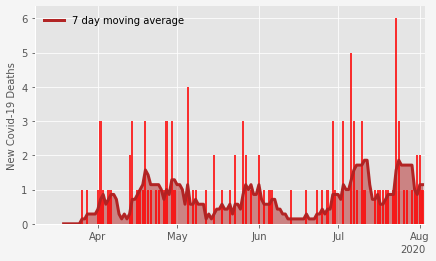 7 day moving average
New Covid-19 Deaths
6
5
4
3
2
1
0
Apr
May
Jun
Jul
Aug
2020